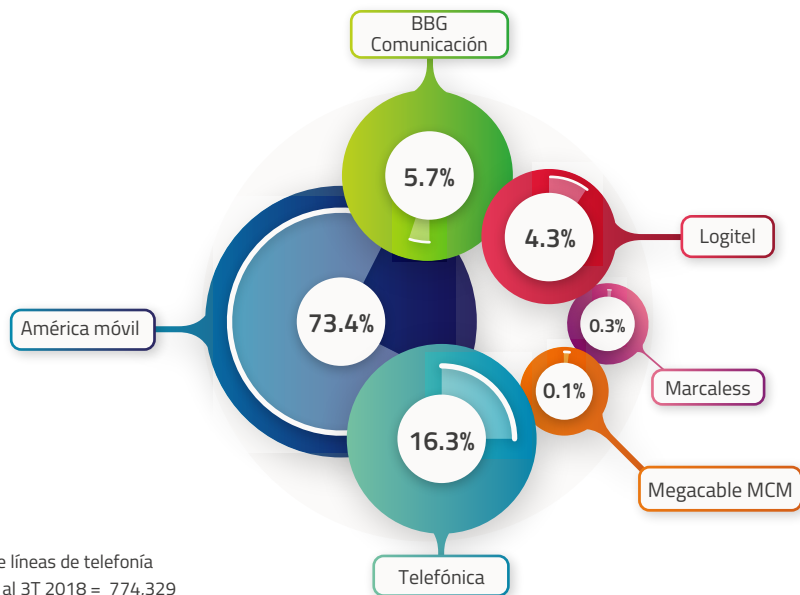 BBG
Comunicación
5.7%
4.3%
Logitel
América móvil
73.4%
0.3%
Marcaless
0.1%
16.3%
Megacable MCM
Telefónica
líneas de telefonía
al 3T 2018 = 774,329